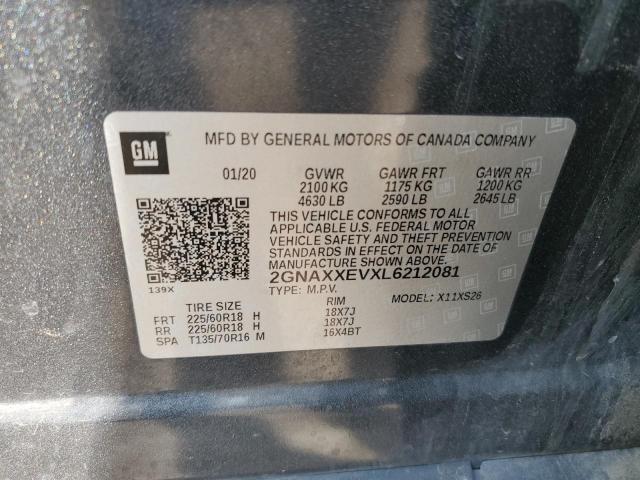 GM
MFD BY GENERAL MOTORS OF CANADA COMPANY
01/20 GVWR GAWR FRT GAWR RR
2100 KG 1175 KG 1200 KG
4630 LB 2590 LB 2645 LB
THIS VEHICLE CONFORMS TO ALL
APPLICABLE U.S. FEDERAL MOTOR
VEHICLE SAFETY AND THEFT PREVENTION
STANDARDS IN EFFECT ON THE DATE OF
MANUFACTURE SHOWN ABOVE.
139X 2GNAXXEVXL6212081
TYPE: M.P.V. MODEL: X11XS26
TIRE SIZE RIM
FRT 225/60R18 H 18X7J
RR 225/60R18 H 18X7J
SPA T135/70R16 M 16X4BT